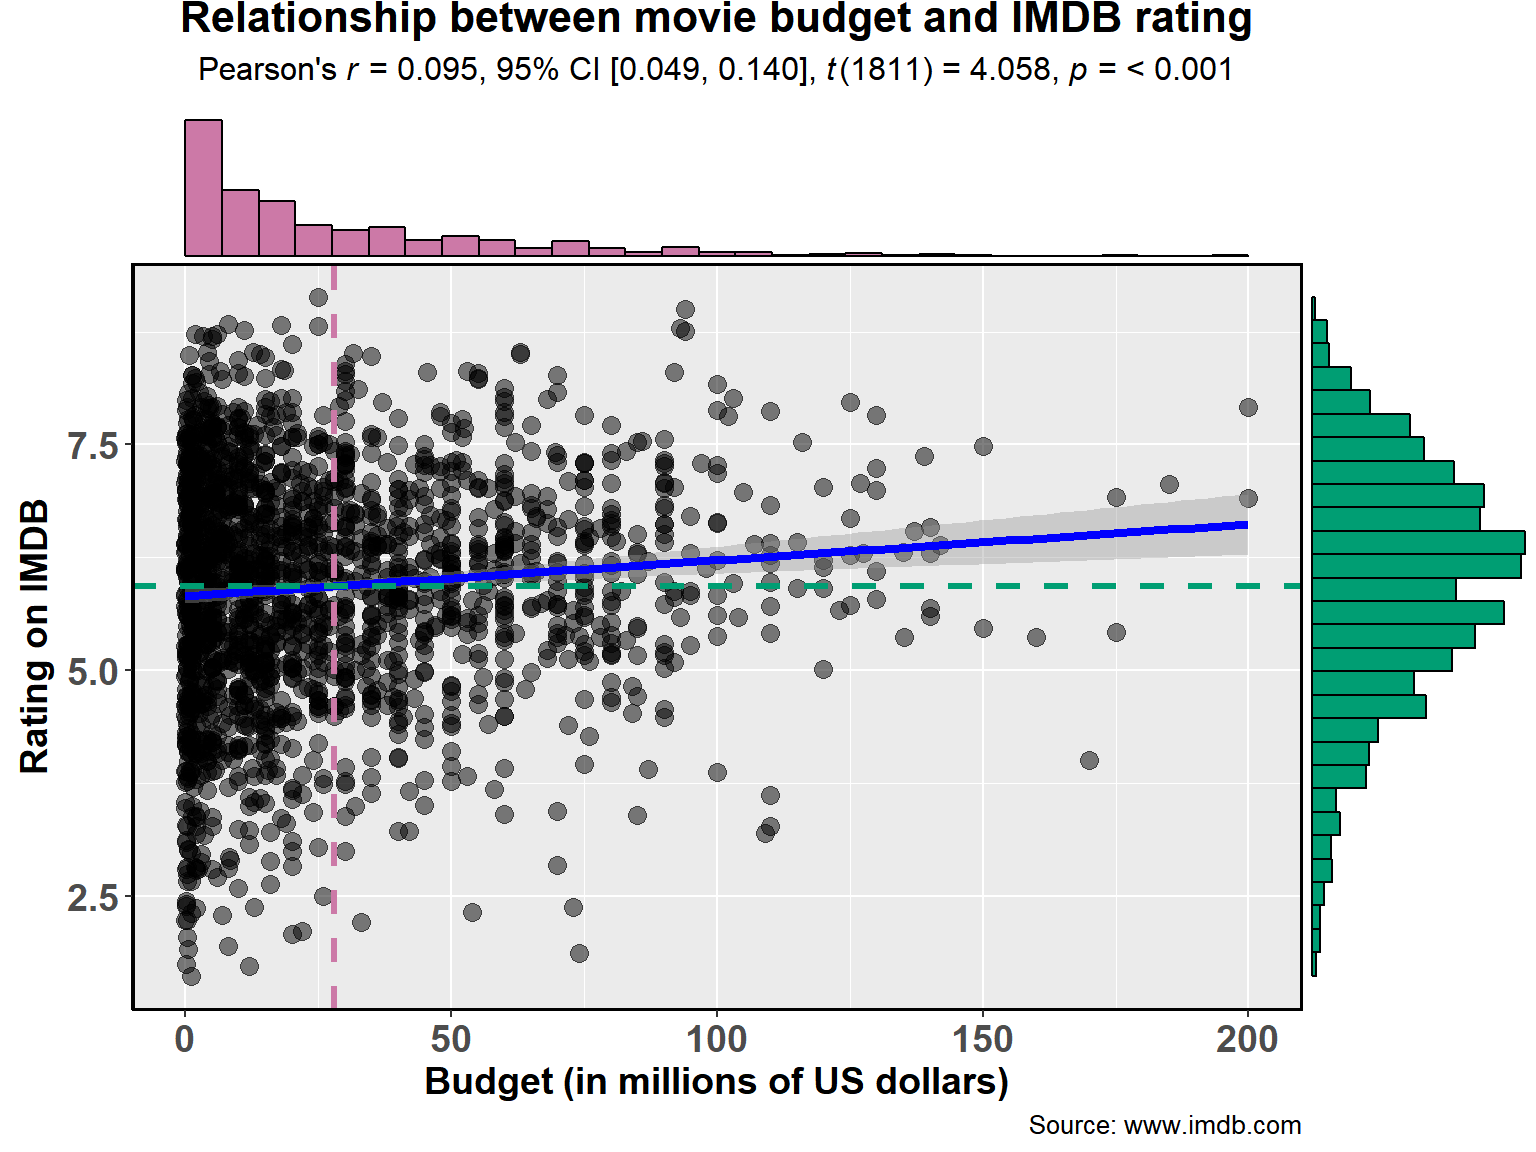 Relationship between movie budget and IMDB rating
Pearson's r = 0.095, 95% CI [0.049, 0.140], t(1811) = 4.058, p = < 0.001
7.5
5.0
2.5
Rating on IMDB
0 50 100 150 200
Budget (in millions of US dollars)
Source: www.imdb.com